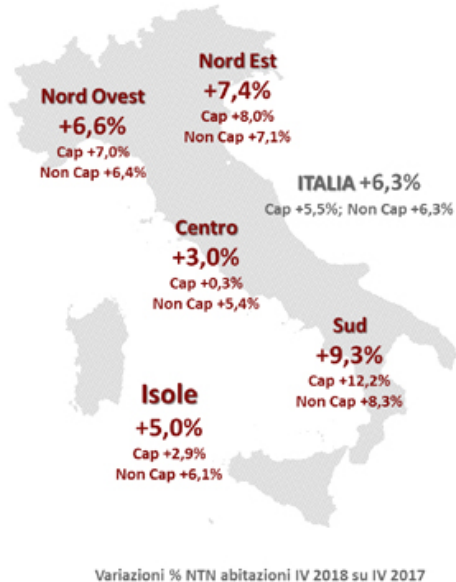 Nord Est
+7,4%
Cap +8,0%
Non Cap +7,1%
Nord Ovest
+6,6%
Cap +7,0%
Non Cap +6,4%
ITALIA +6,3%
Cap +5,5%; Non Cap +6,3%
Centro
+3,0%
Cap +0,3%
Non Cap +5,4%
Sud
+9,3%
Cap +12,2%
Non Cap +8,3%
Isole
+5,0%
Cap +2,9%
Non Cap +6,1%
Variazioni % NTN abitazioni IV 2018 su IV 2017